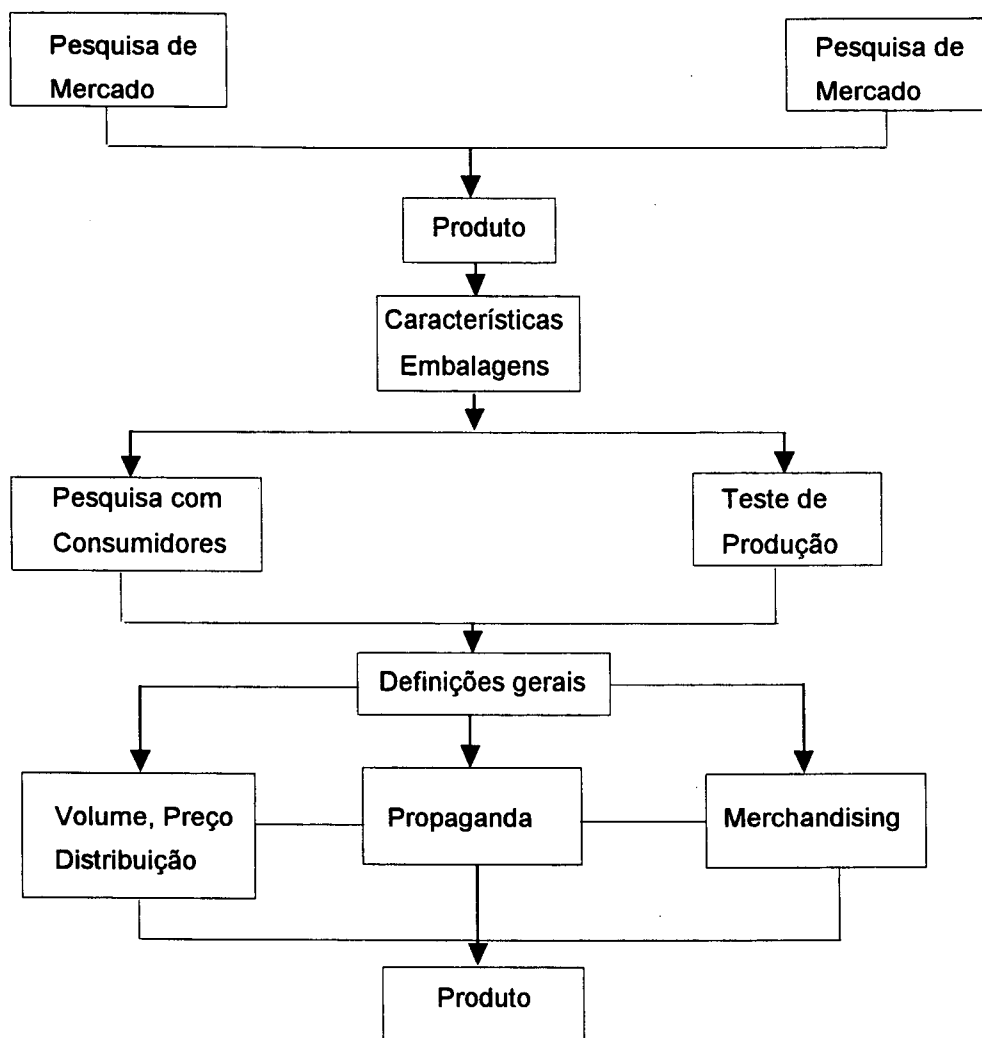 Pesquisa de
Mercado
Pesquisa de
Mercado
Produto
Características
Embalagens
Pesquisa com
Consumidores
Teste de
Produção
Definições gerais
Volume, Preço
Distribuição
Propaganda
Merchandising
Produto